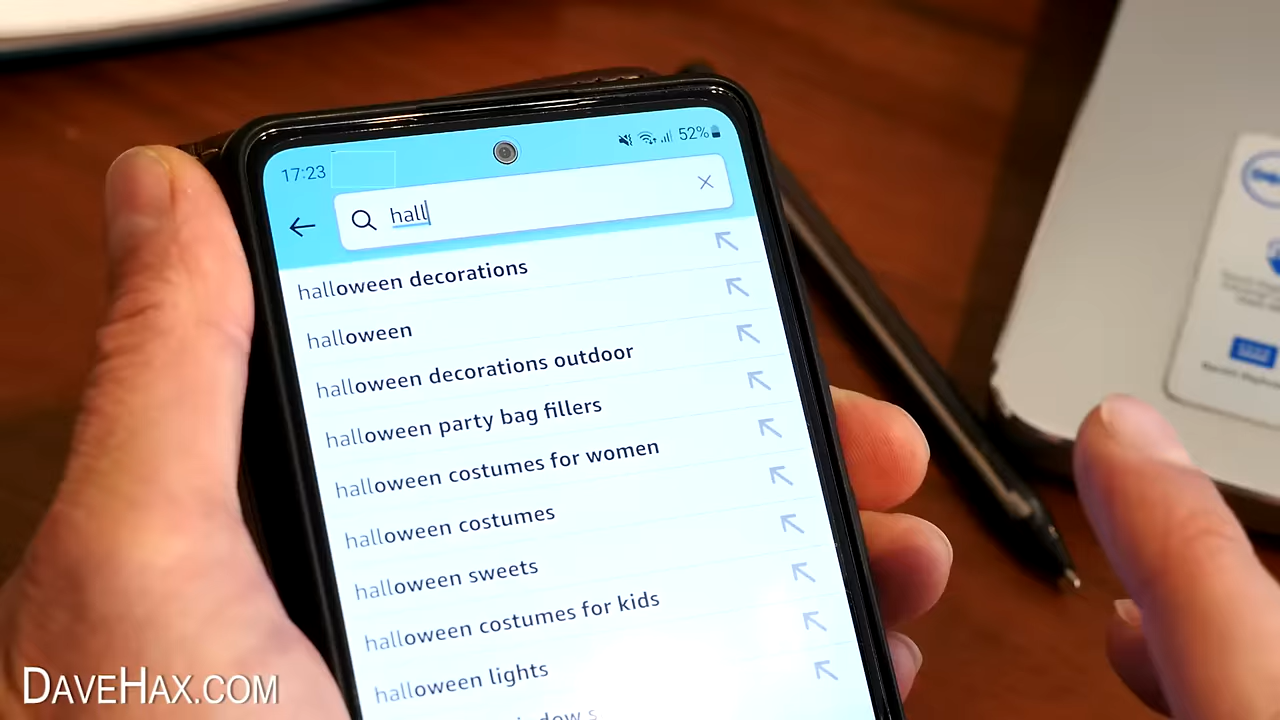 17:23 52%
hall
halloween decorations
halloween
halloween decorations outdoor
halloween party bag fillers
halloween costumes for women
halloween costumes
halloween sweets
halloween costumes for kids
halloween lights
DAVEHAX.COM